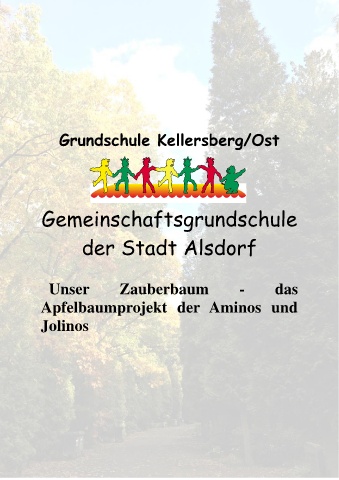 Grundschule Kellersberg/Ost
Gemeinschaftsgrundschule
der Stadt Alsdorf
Unser Zauberbaum - das
Apfelbaumprojekt der Aminos und
Jolinos